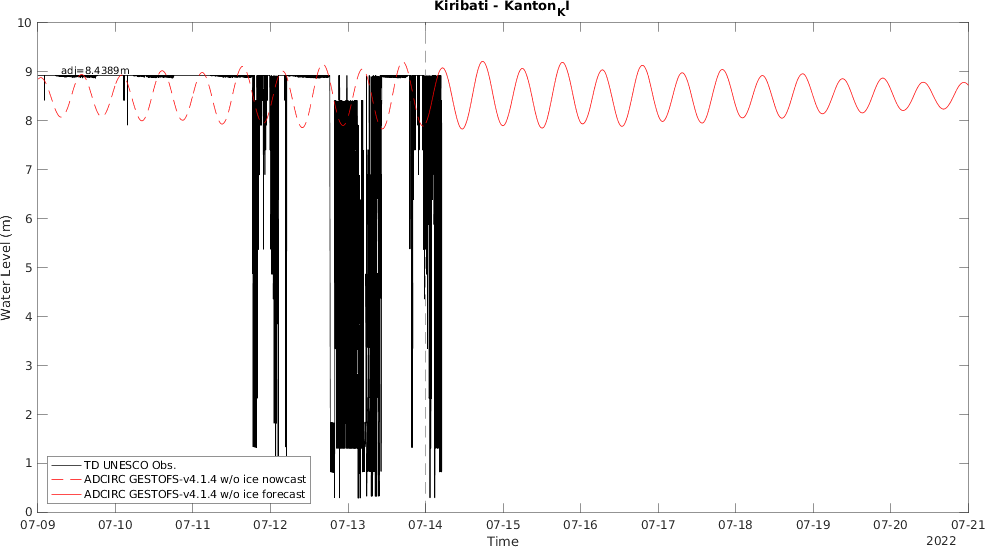 Kiribati - Kanton_KI
10
9
8
7
6
5
4
3
2
1
0
Water Level (m)
adj=8.4389m
TD UNESCO Obs.
ADCIRC GESTOFS-v4.1.4 w/o ice nowcast
ADCIRC GESTOFS-v4.1.4 w/o ice forecast
07-09 07-10 07-11 07-12 07-13 07-14 07-15 07-16 07-17 07-18 07-19 07-20 07-21
Time
2022